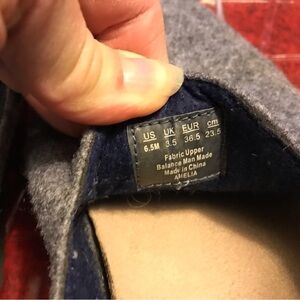 US UK EUR cm
6.5M 3.5 36.5 23.5
Fabric Upper
Balance Man Made
Made in China
AMELIA